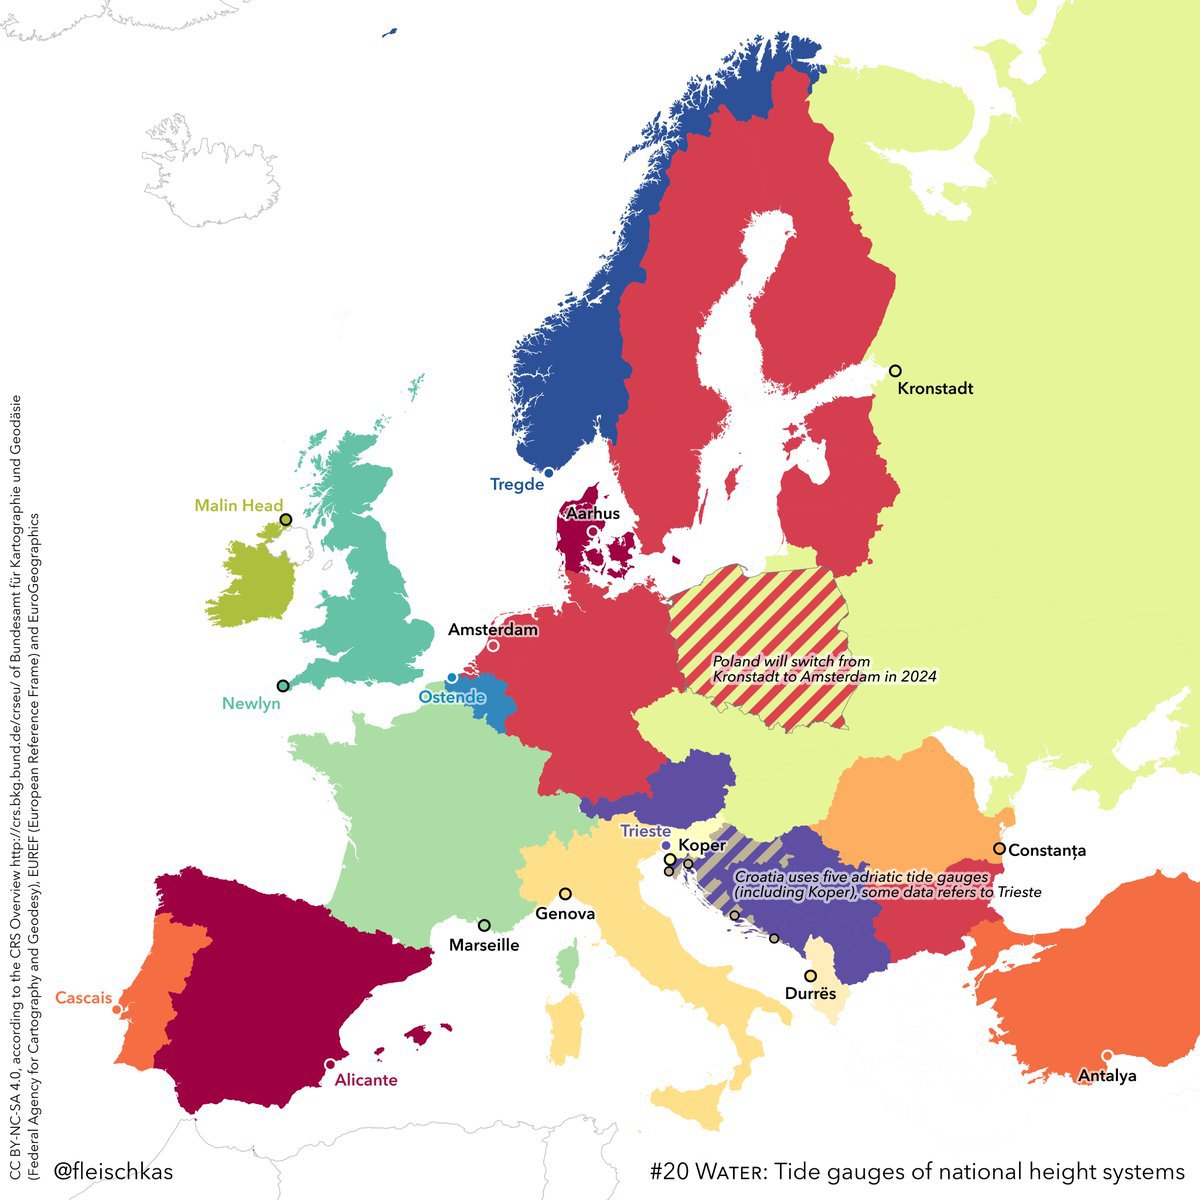 Kronstadt
Tregde
Malin Head
Aarhus
Amsterdam
Poland will switch from
Kronstadt to Amsterdam in 2024
Ostende
Newlyn
Trieste
Koper
Constanța
Croatia uses five adriatic tide gauges
(including Koper), some data refers to Trieste
Genova
Marseille
Durrës
Cascais
Alicante
Antalya
CC BY-NC-SA 4.0, according to the CRS Overview http://crs.bkg.bund.de/crseu/ of Bundesamt für Kartographie und Geodäsie
(Federal Agency for Cartography and Geodesy), EUREF (European Reference Frame) and EuroGeographics
@fleischkas
#20 WATER: Tide gauges of national height systems